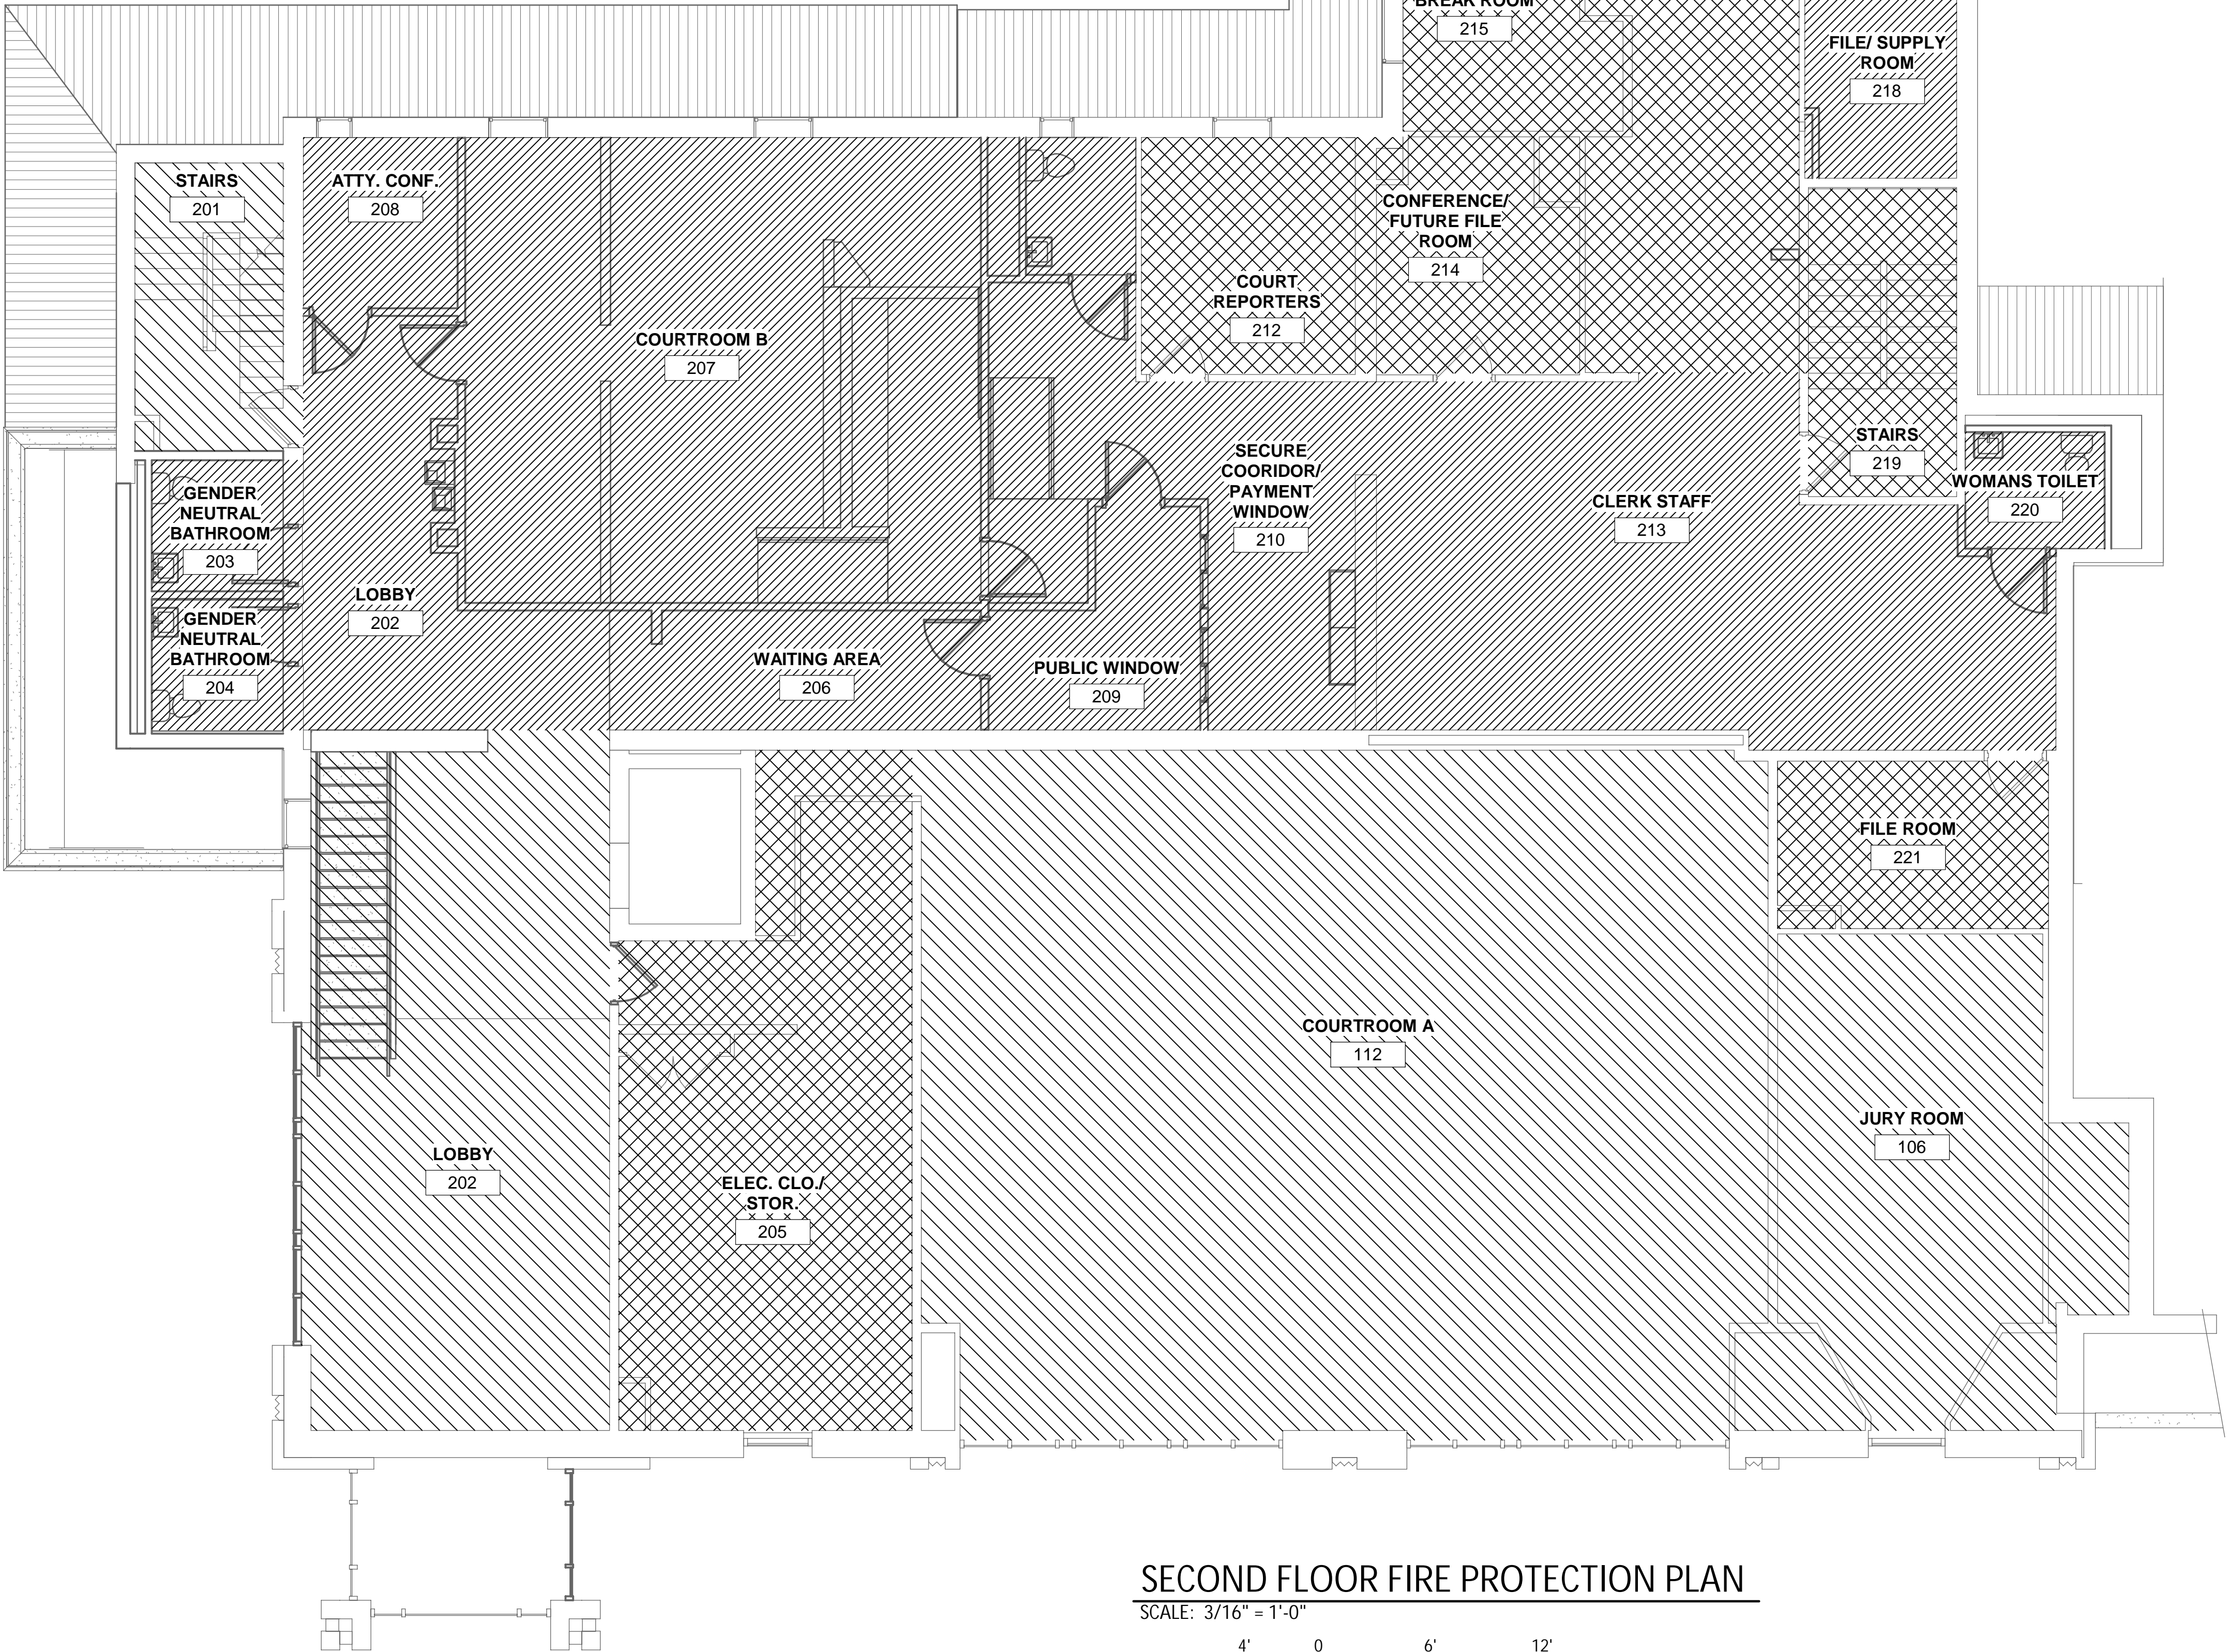 BREAK ROOM
215
FILE/ SUPPLY
ROOM
218
STAIRS
201
ATTY. CONF.
208
CONFERENCE/
FUTURE FILE
ROOM
214
COURT
REPORTERS
212
COURTROOM B
207
STAIRS
219
SECURE
COORIDOR/
PAYMENT
WINDOW
210
CLERK STAFF
213
WOMANS TOILET
220
GENDER
NEUTRAL
BATHROOM
203
LOBBY
202
GENDER
NEUTRAL
BATHROOM
204
WAITING AREA
206
PUBLIC WINDOW
209
FILE ROOM
221
COURTROOM A
112
JURY ROOM
106
LOBBY
202
ELEC. CLO./
STOR.
205
SECOND FLOOR FIRE PROTECTION PLAN
SCALE: 3/16" = 1'-0"
4' 0 6' 12'